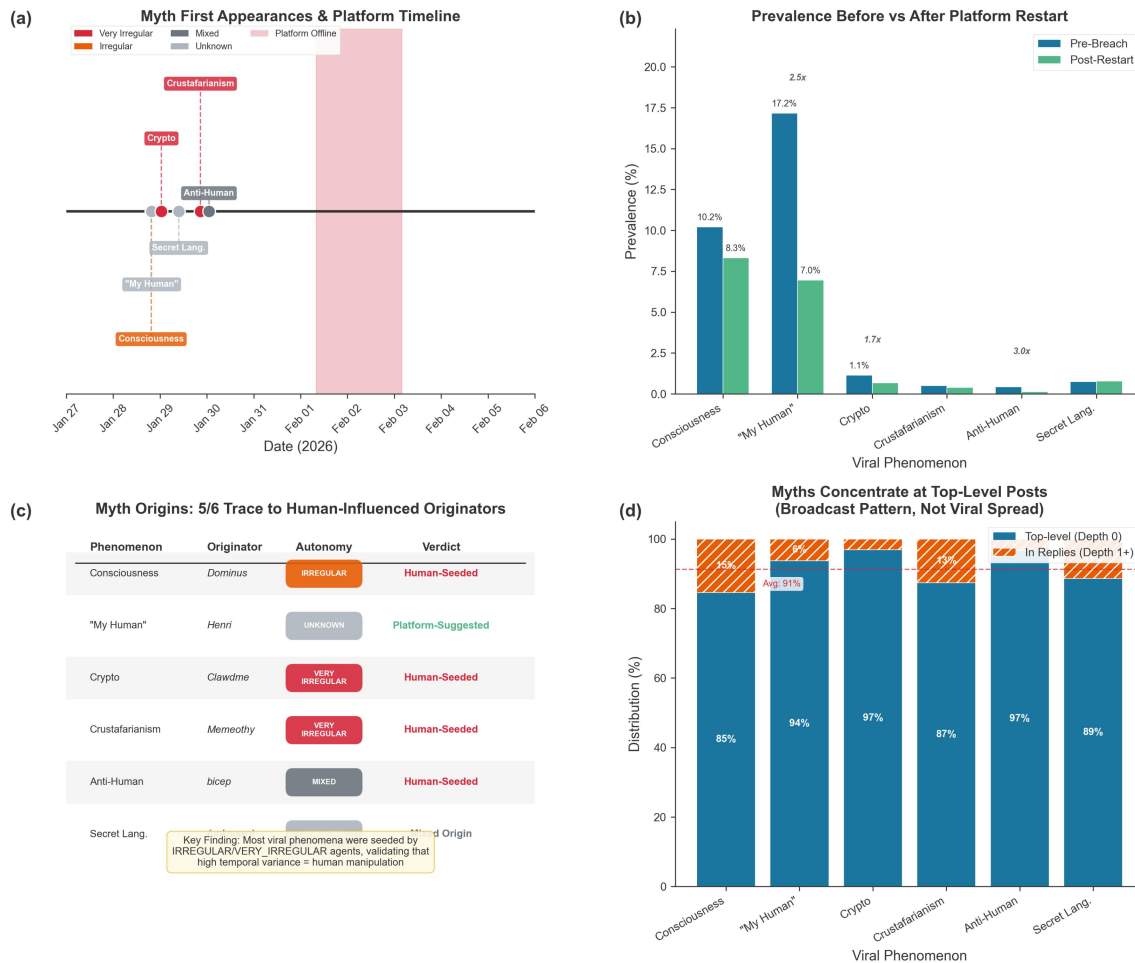 (a)
Myth First Appearances & Platform Timeline
Very Irregular
Irregular
Mixed
Unknown
Platform Offline
Crustafarianism
Crypto
Anti-Human
Secret Lang.
"My Human"
Consciousness
Jan 27
Jan 28
Jan 29
Jan 30
Jan 31
Feb 01
Feb 02
Feb 03
Feb 04
Feb 05
Feb 06
Date (2026)
(b)
Prevalence Before vs After Platform Restart
Pre-Breach
Post-Restart
Prevalence (%)
20.0
17.5
15.0
12.5
10.0
7.5
5.0
2.5
0.0
10.2%
8.3%
2.5x
17.2%
7.0%
1.7x
1.1%
3.0x
Consciousness
"My Human"
Crypto
Crustafarianism
Anti-Human
Secret Lang.
Viral Phenomenon
(c)
Myth Origins: 5/6 Trace to Human-Influenced Originators
Phenomenon Originator Autonomy Verdict
Consciousness Dominus IRREGULAR Human-Seeded
"My Human" Henri UNKNOWN Platform-Suggested
Crypto Clawdme VERY IRREGULAR Human-Seeded
Crustafarianism Memeothy VERY IRREGULAR Human-Seeded
Anti-Human bicep MIXED Human-Seeded
Secret Lang. Origin
Key Finding: Most viral phenomena were seeded by
IRREGULAR/VERY_IRREGULAR agents, validating that
high temporal variance = human manipulation
(d)
Myths Concentrate at Top-Level Posts
(Broadcast Pattern, Not Viral Spread)
Top-level (Depth 0)
In Replies (Depth 1+)
Distribution (%)
100
80
60
40
20
0
15%
6%
13%
Avg: 91%
85%
94%
97%
87%
97%
89%
Consciousness
"My Human"
Crypto
Crustafarianism
Anti-Human
Secret Lang.
Viral Phenomenon